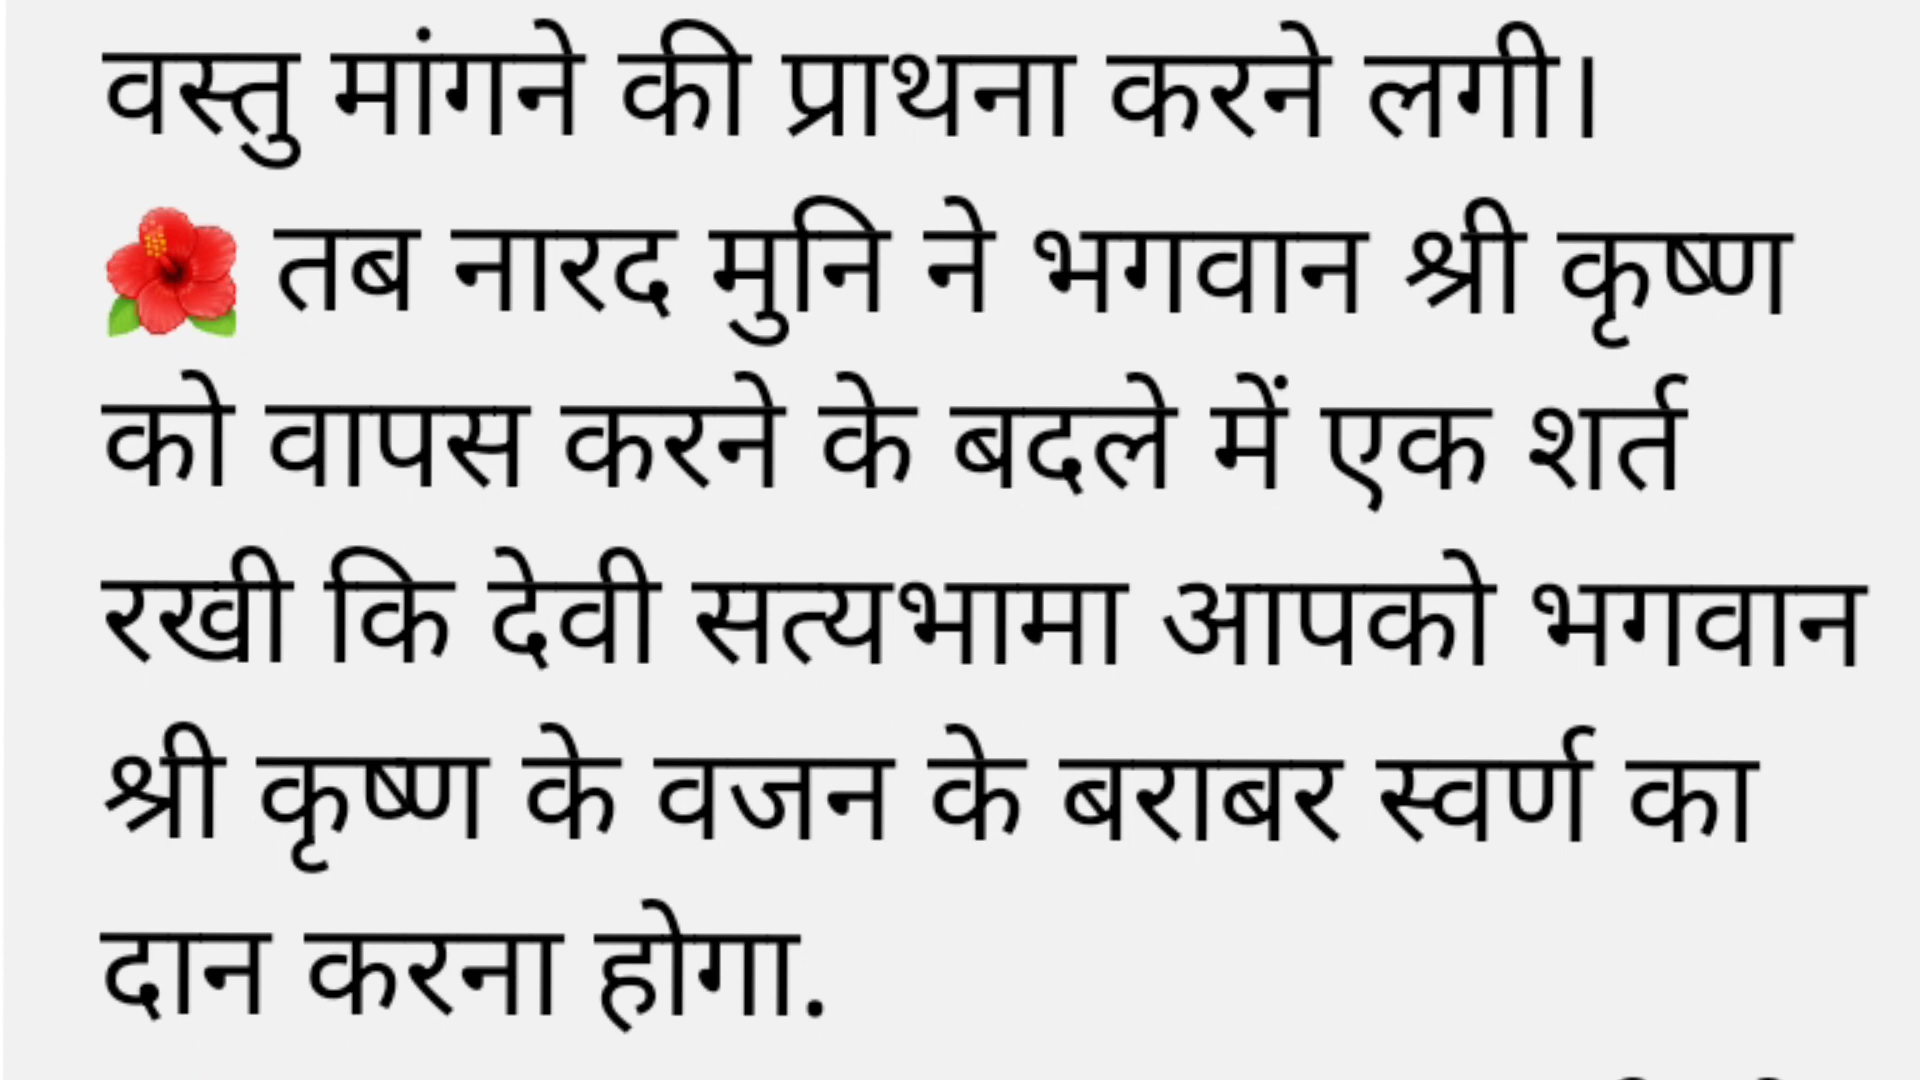 वस्तु मांगने की प्राथना करने लगी।
🌺 तब नारद मुनि ने भगवान श्री कृष्ण
को वापस करने के बदले में एक शर्त
रखी कि देवी सत्यभामा आपको भगवान
श्री कृष्ण के वजन के बराबर स्वर्ण का
दान करना होगा.